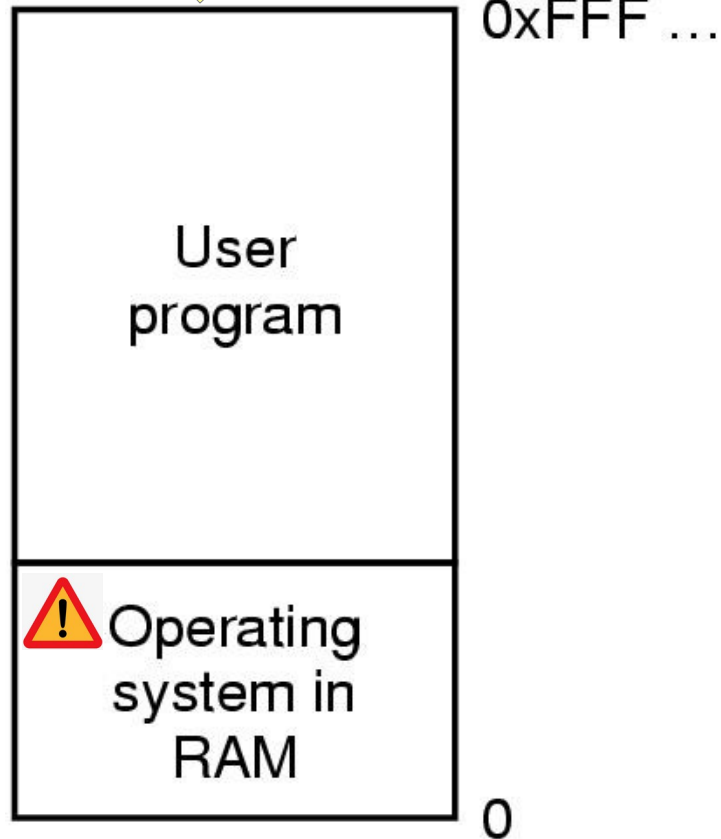 0xFFF ...
User
program
Operating
system in
RAM
0